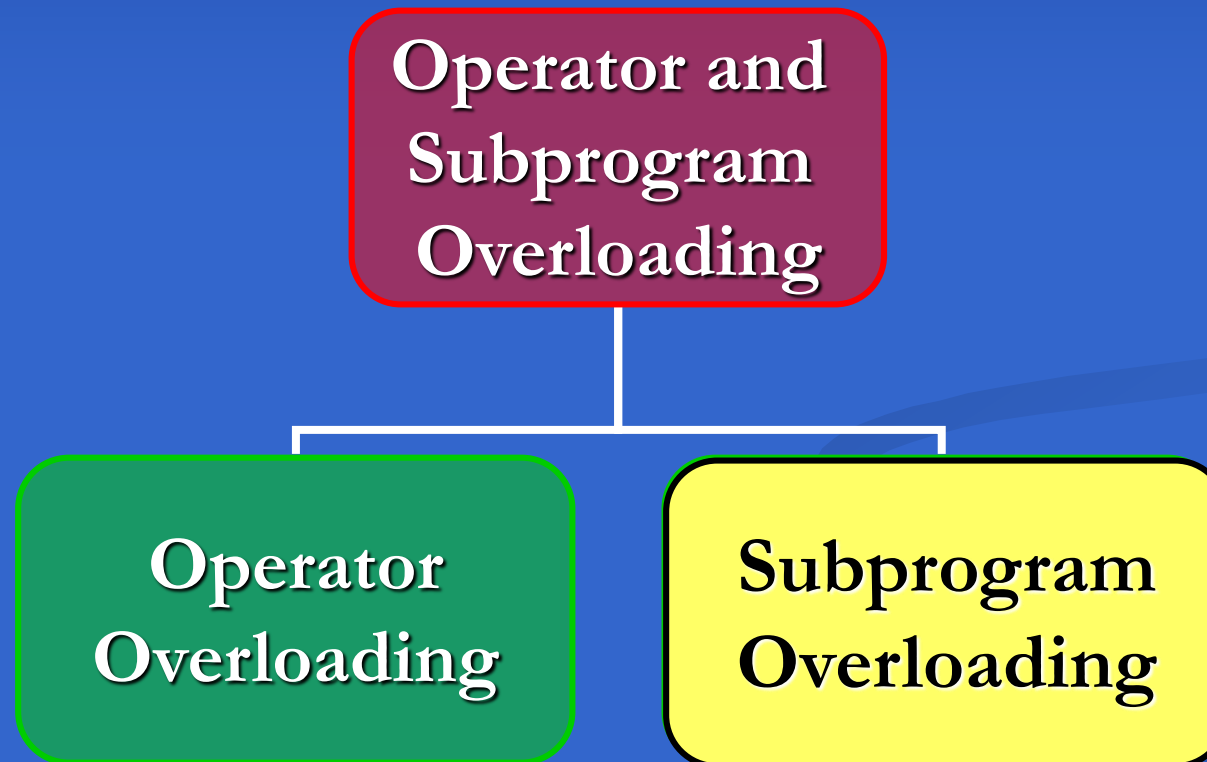 Operator and
Subprogram
Overloading
Operator
Overloading
Subprogram
Overloading